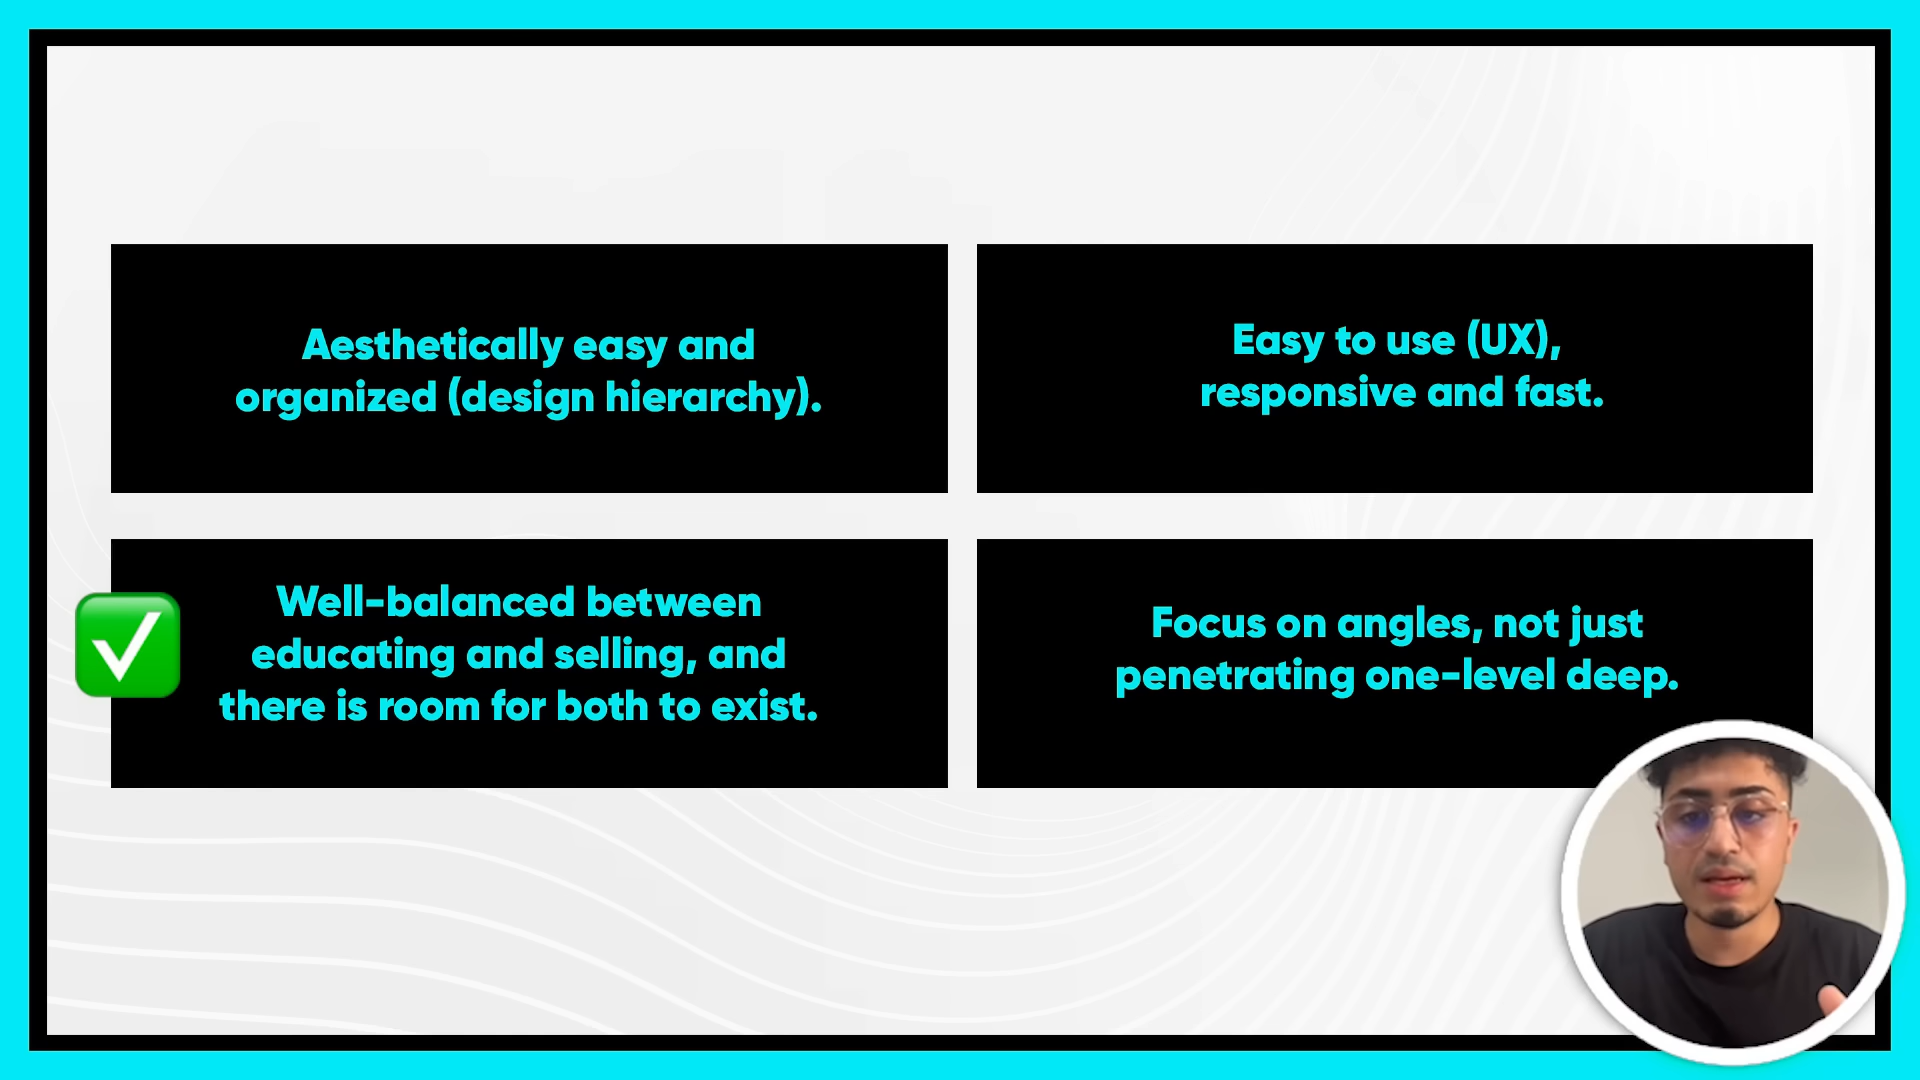 Aesthetically easy and
organized (design hierarchy).
Easy to use (UX),
responsive and fast.
Well-balanced between
educating and selling, and
there is room for both to exist.
Focus on angles, not just
penetrating one-level deep.